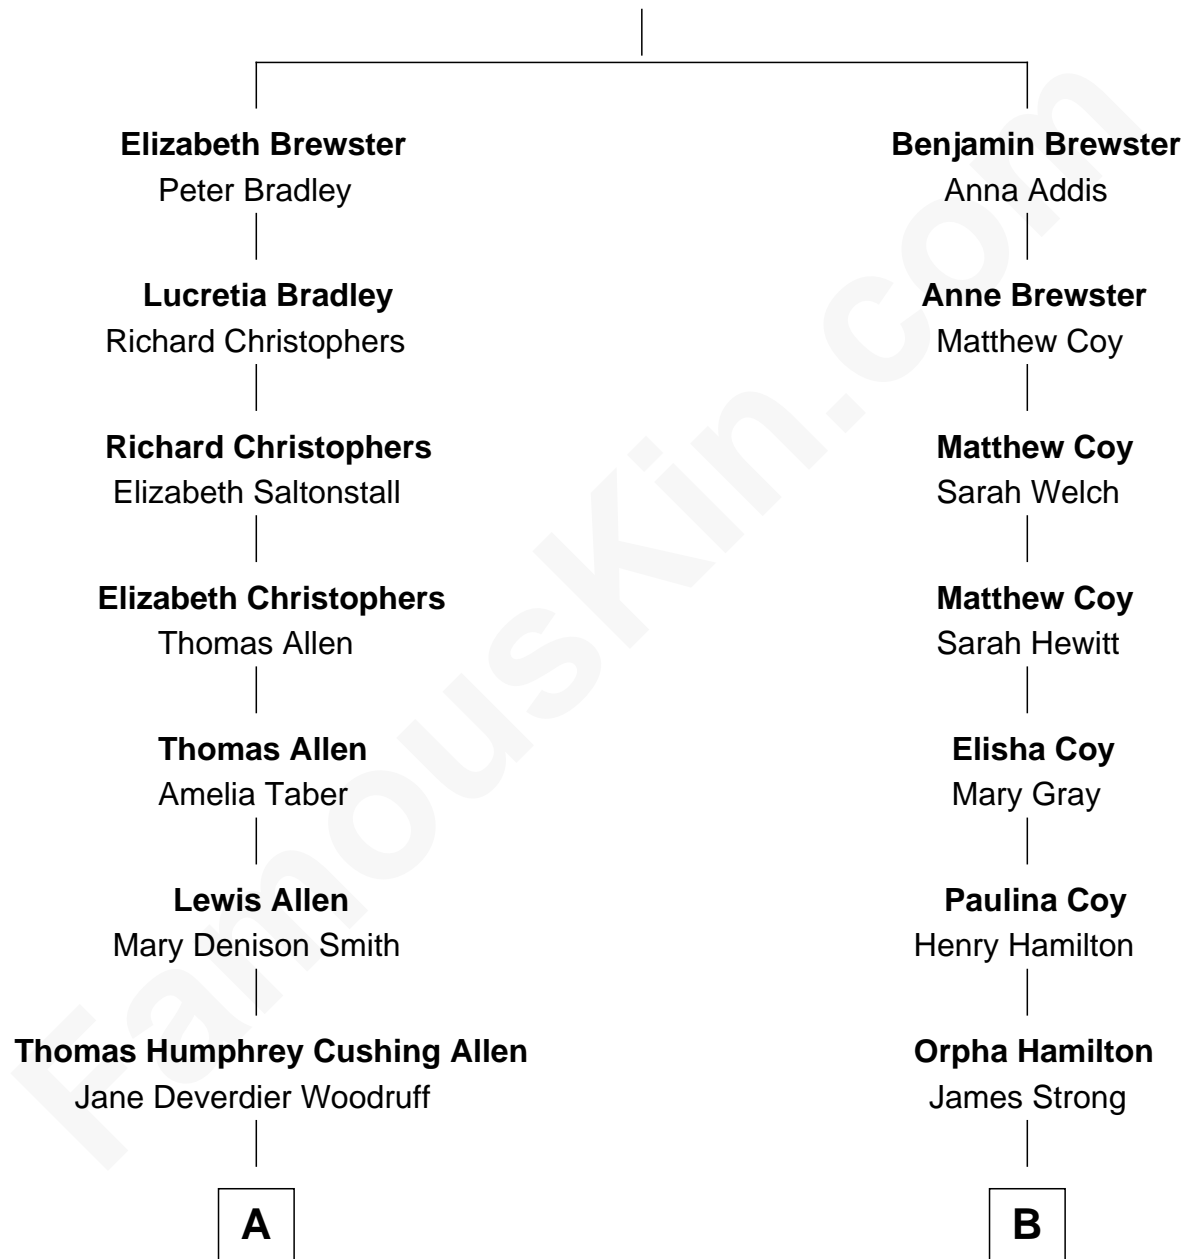 Elizabeth Brewster
Peter Bradley
Lucretia Bradley
Richard Christophers
Richard Christophers
Elizabeth Saltonstall
Elizabeth Christophers
Thomas Allen
Thomas Allen
Amelia Taber
Lewis Allen
Mary Denison Smith
Thomas Humphrey Cushing Allen
Jane Deverdier Woodruff
A
Benjamin Brewster
Anna Addis
Anne Brewster
Matthew Coy
Matthew Coy
Sarah Welch
Matthew Coy
Sarah Hewitt
Elisha Coy
Mary Gray
Paulina Coy
Henry Hamilton
Orpha Hamilton
James Strong
B
FamousKin.com